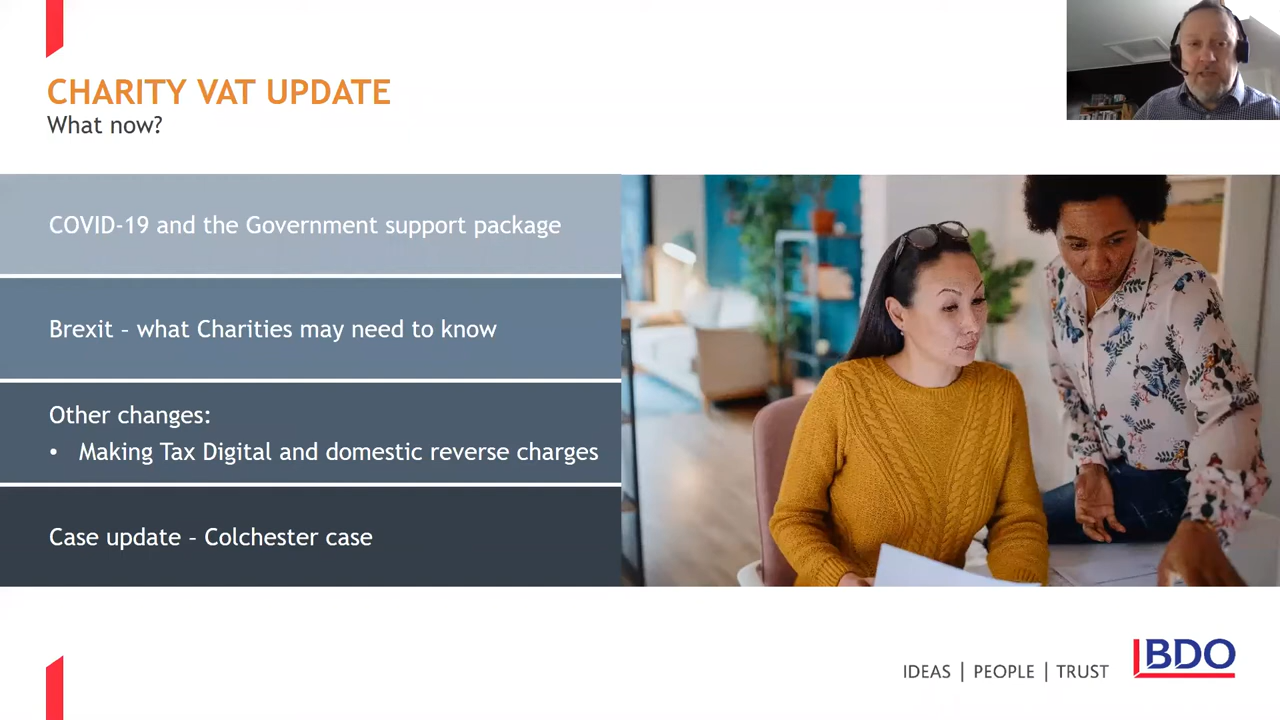 CHARITY VAT UPDATE
What now?
COVID-19 and the Government support package
Brexit – what Charities may need to know
Other changes:
• Making Tax Digital and domestic reverse charges
Case update – Colchester case
IDEAS | PEOPLE | TRUST
BDO